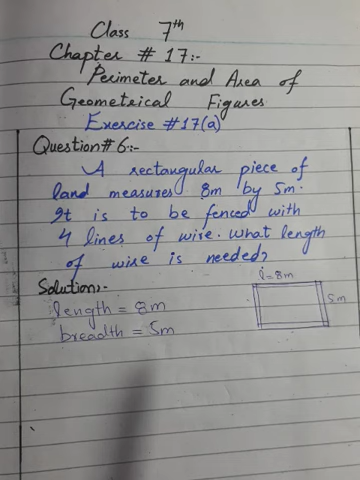 Class 7th
Chapter # 17:-
Perimeter and Area of
Geometrical Figures
Exercise #17(a)
Question# 6:-
A rectangular piece of
land measures 8m by 5m.
It is to be fenced with
4 lines of wire. What length
of wire is needed?
Solution:-
l=8m
5m
length = 8m
breadth = 5m